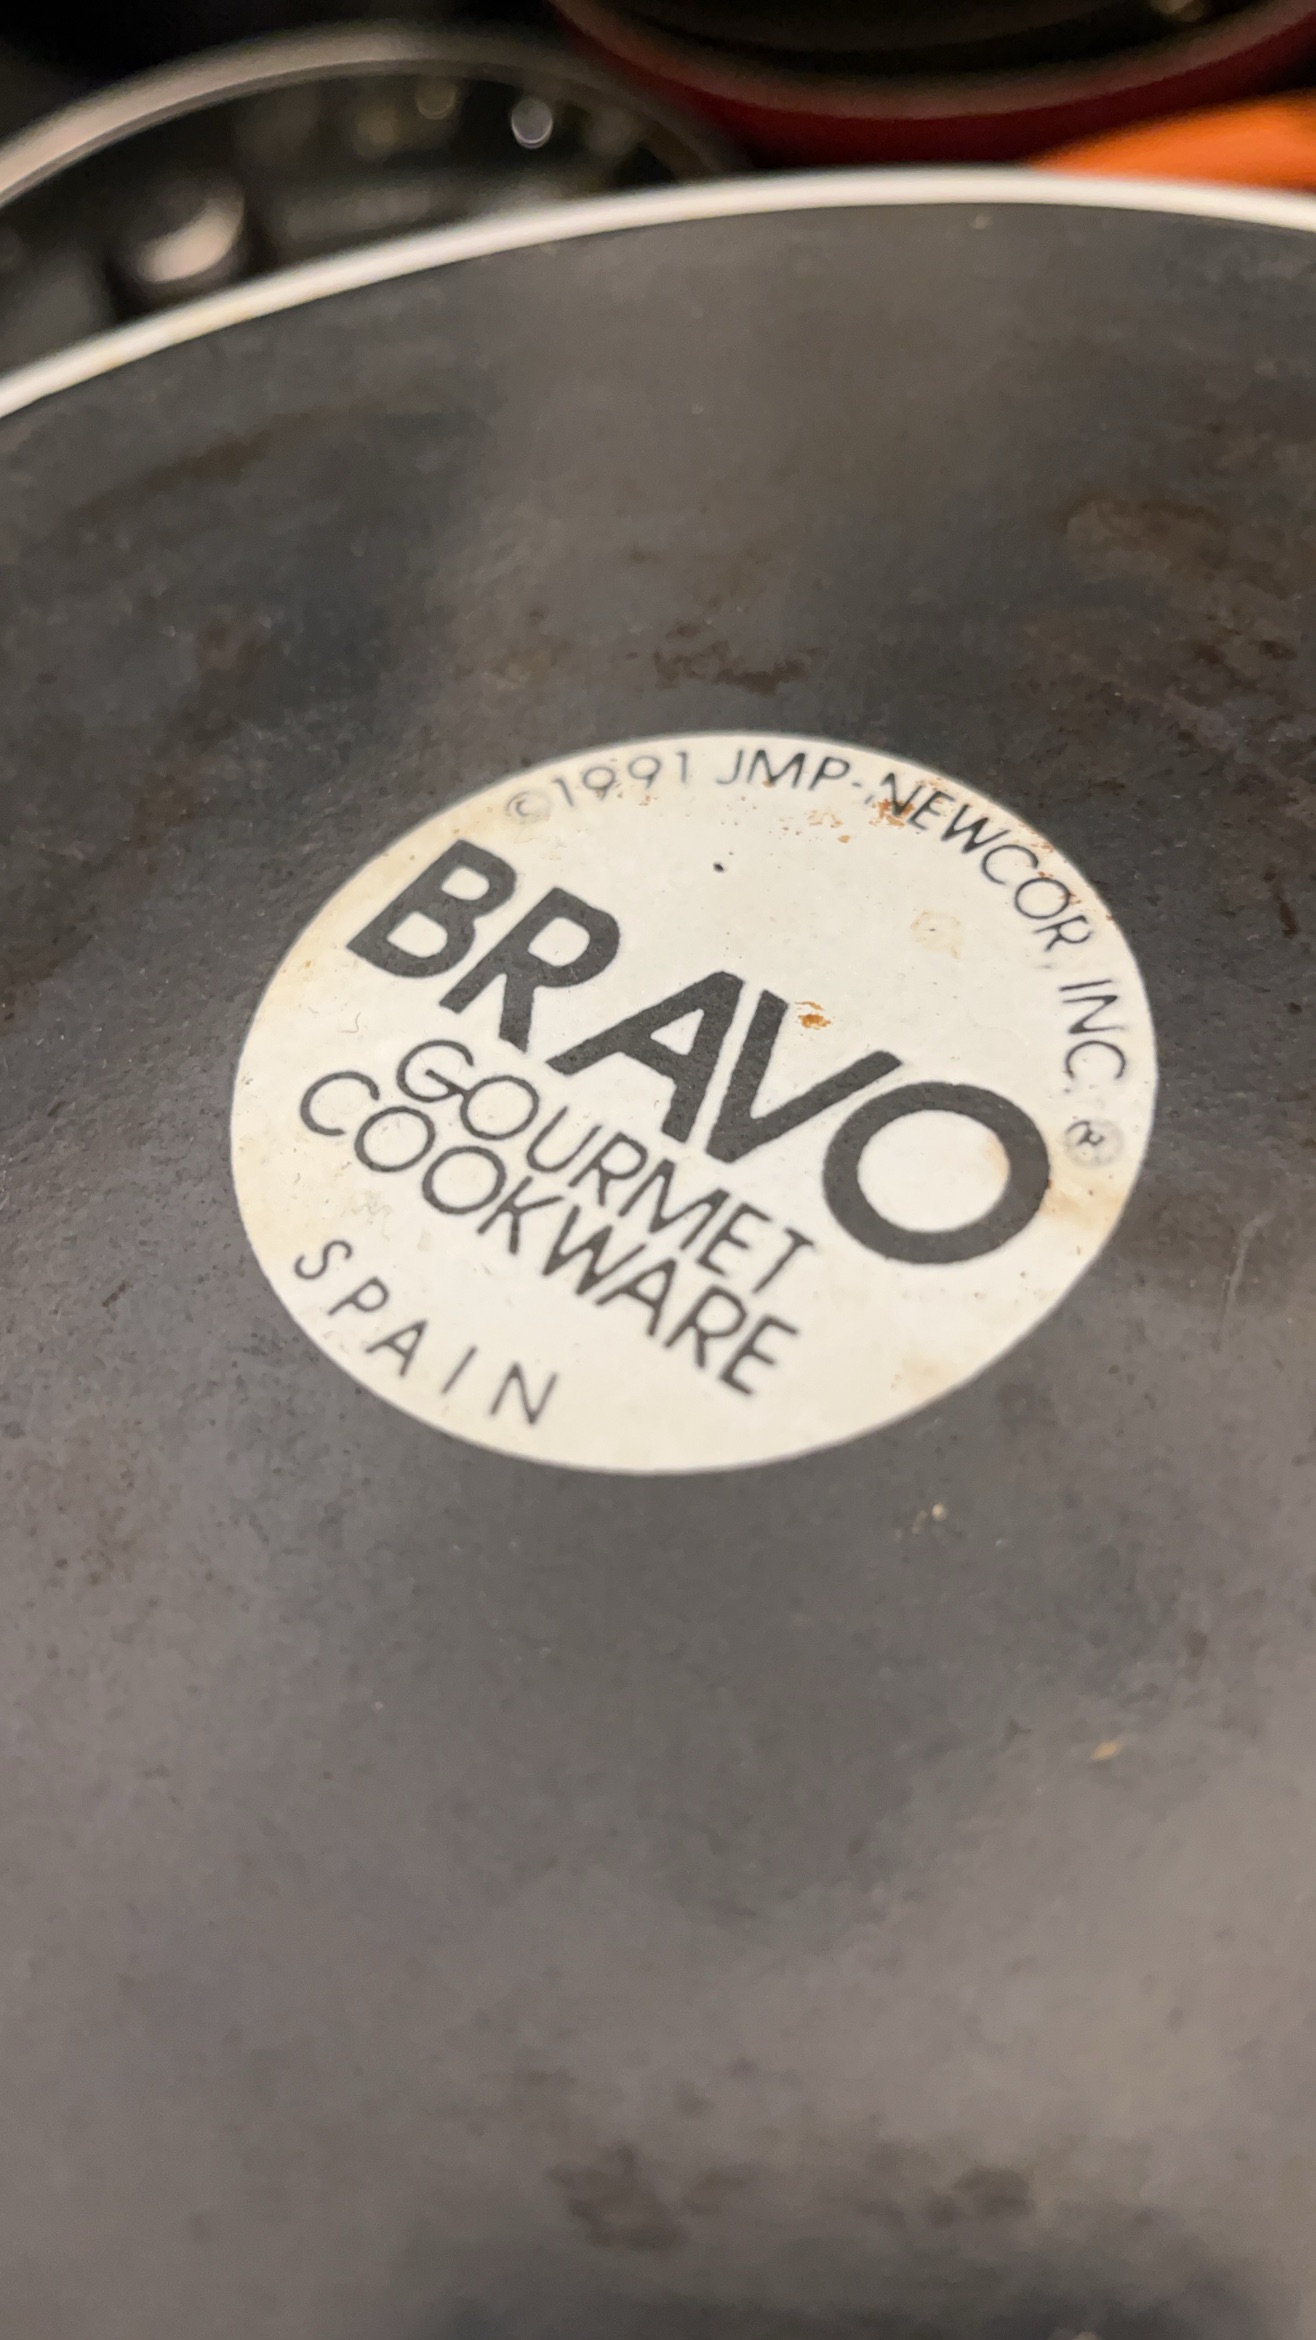 ©1991 JMP-NEWCOR, INC. ®
BRAVO
GOURMET
COOKWARE
SPAIN